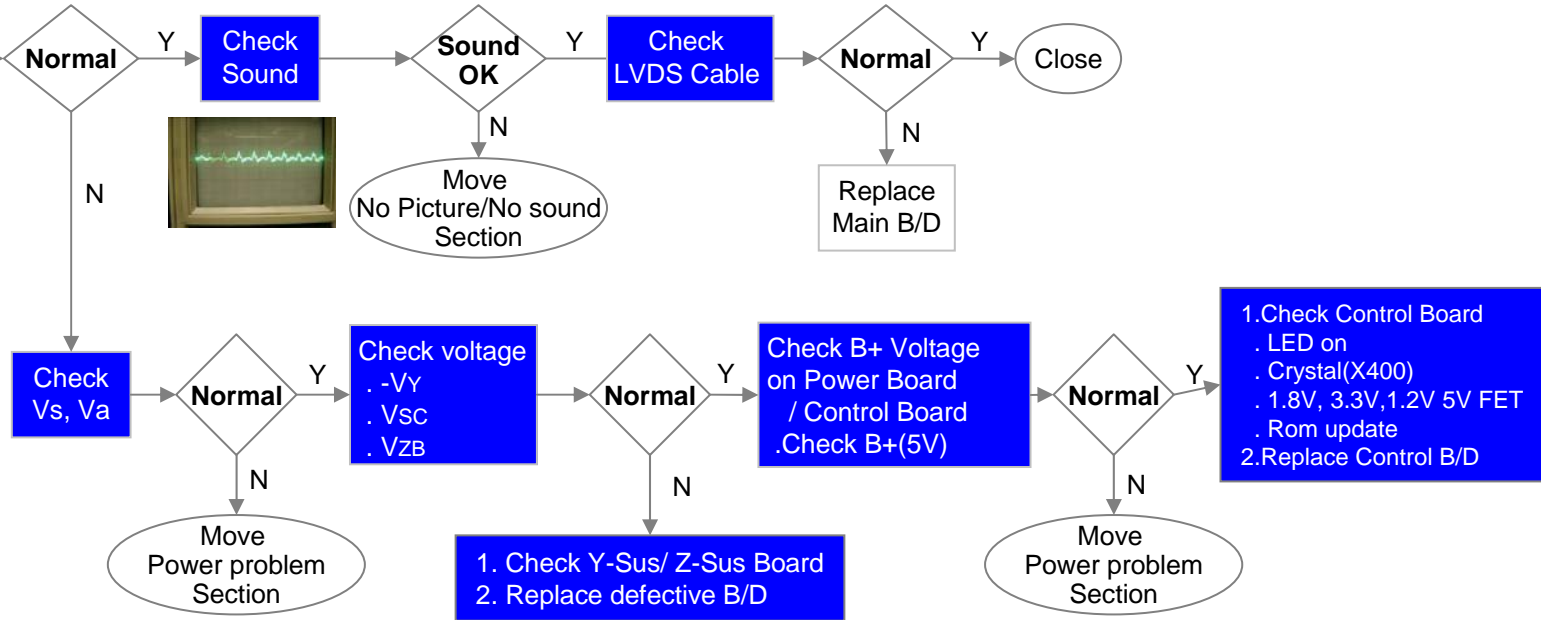 Normal
Y
Check
Sound
Sound
OK
Y
Check
LVDS Cable
Normal
Y
Close
N
N
N
Move
No Picture/No sound
Section
Replace
Main B/D
Check
Vs, Va
Normal
Y
Check voltage
. -VY
. VSC
. VZB
Normal
Y
Check B+ Voltage
on Power Board
/ Control Board
.Check B+(5V)
Normal
Y
1.Check Control Board
. LED on
. Crystal(X400)
. 1.8V, 3.3V,1.2V 5V FET
. Rom update
2.Replace Control B/D
N
N
N
Move
Power problem
Section
1. Check Y-Sus/ Z-Sus Board
2. Replace defective B/D
Move
Power problem
Section